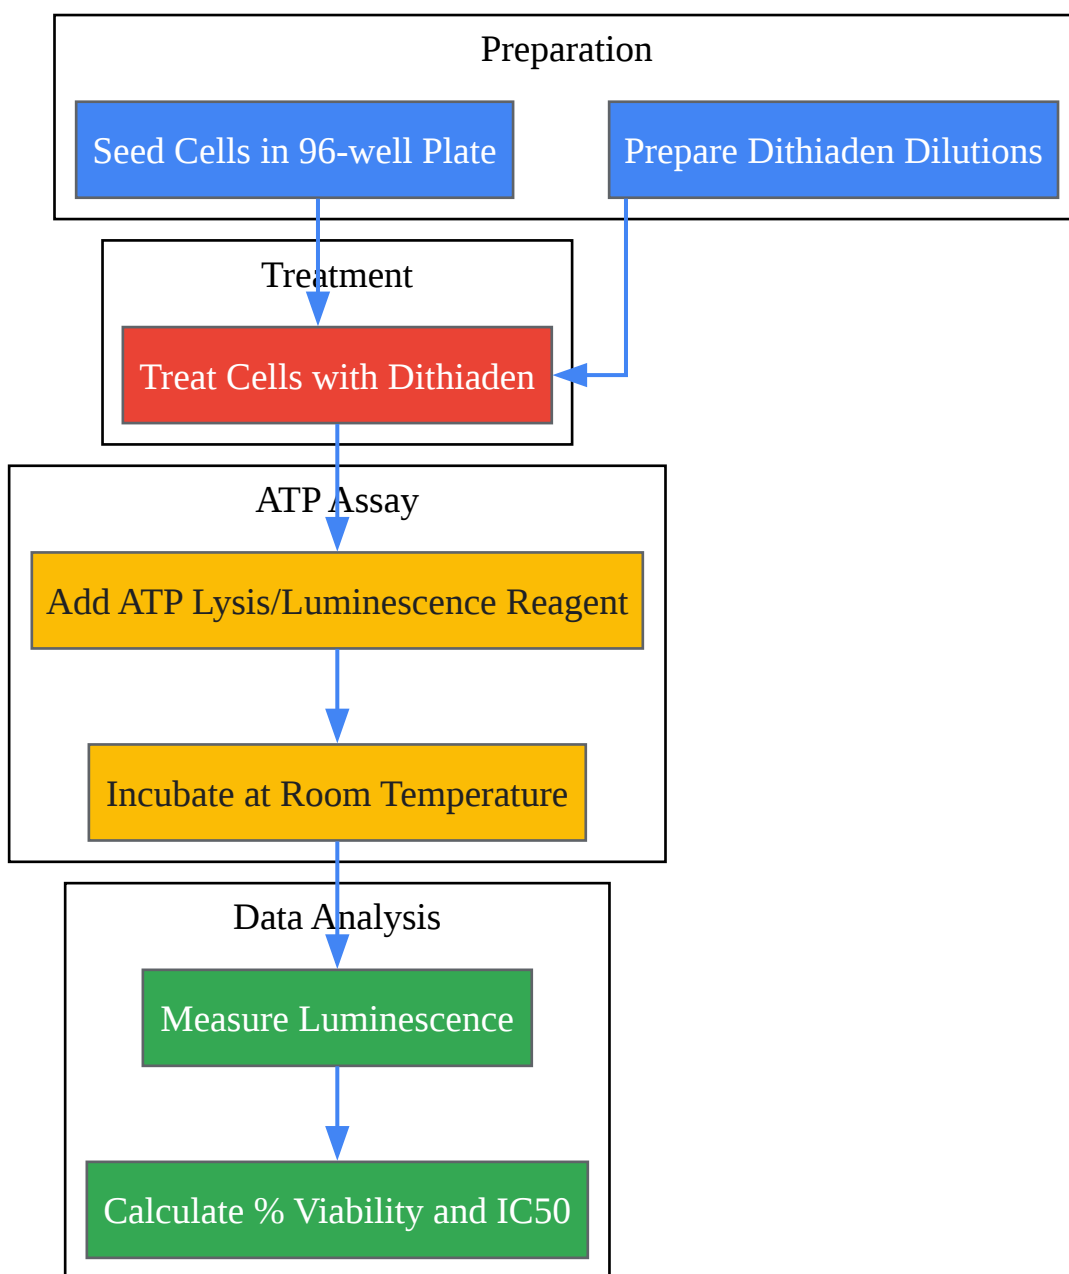 Preparation
Seed Cells in 96-well Plate
Prepare Dithiaden Dilutions
Treatment
Treat Cells with Dithiaden
ATP Assay
Add ATP Lysis/Luminescence Reagent
Incubate at Room Temperature
Data Analysis
Measure Luminescence
Calculate % Viability and IC50